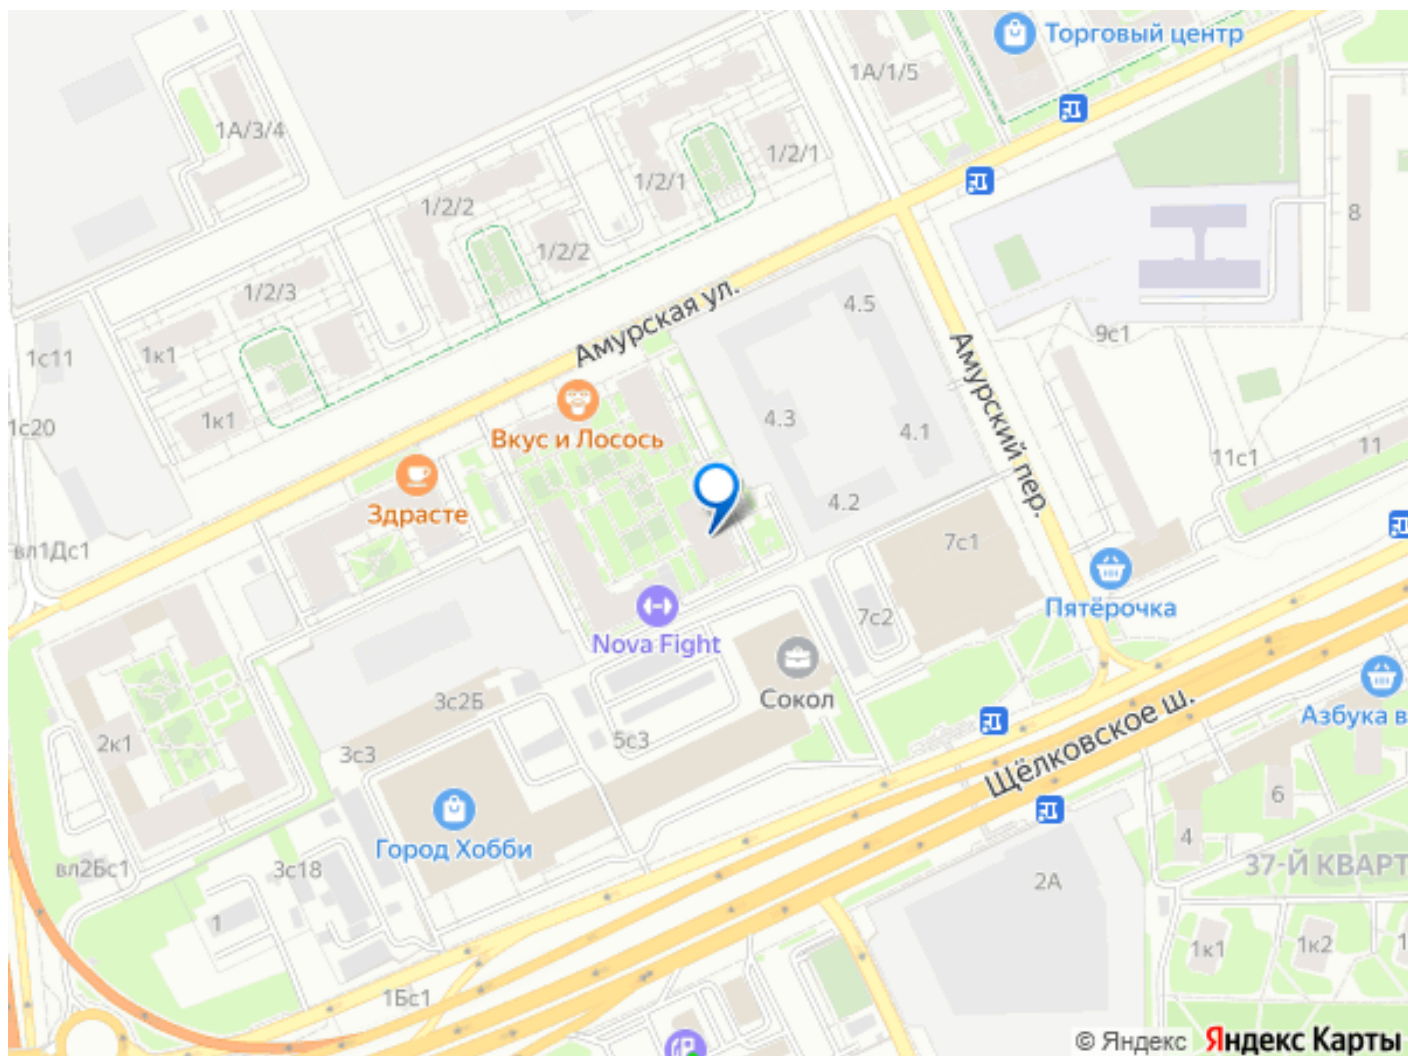 Торговый центр
1А/1/5
1А/3/4
1/2/1
1/2/1
1/2/2
1/2/2
8
1/2/3
Амурская ул.
4.5
9с1
1с11
1к1
Амурский пер.
1к1
4.3
4.1
1с20
Вкус и Лосось
11
11с1
4.2
Здрасте
7с1
вл1Дс1
Пятёрочка
7с2
Nova Fight
Сокол
3с2Б
Щёлковское ш.
Азбука в
5с3
2к1
3с3
6
4
Город Хобби
37-Й КВАРТ
вл2Бс1
3с18
2А
1
1к1
1к2
1
1Бс1
© Яндекс Яндекс Карты